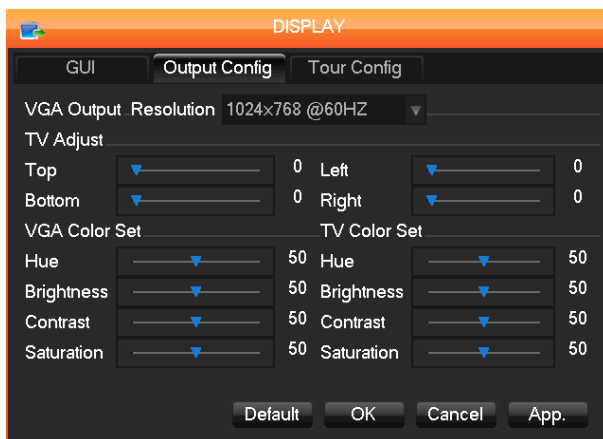 DISPLAY
GUI Output Config Tour Config
VGA Output Resolution 1024x768 @60HZ
TV Adjust
Top 0 Left 0
Bottom 0 Right 0
VGA Color Set TV Color Set
Hue 50 Hue 50
Brightness 50 Brightness 50
Contrast 50 Contrast 50
Saturation 50 Saturation 50
Default OK Cancel App.